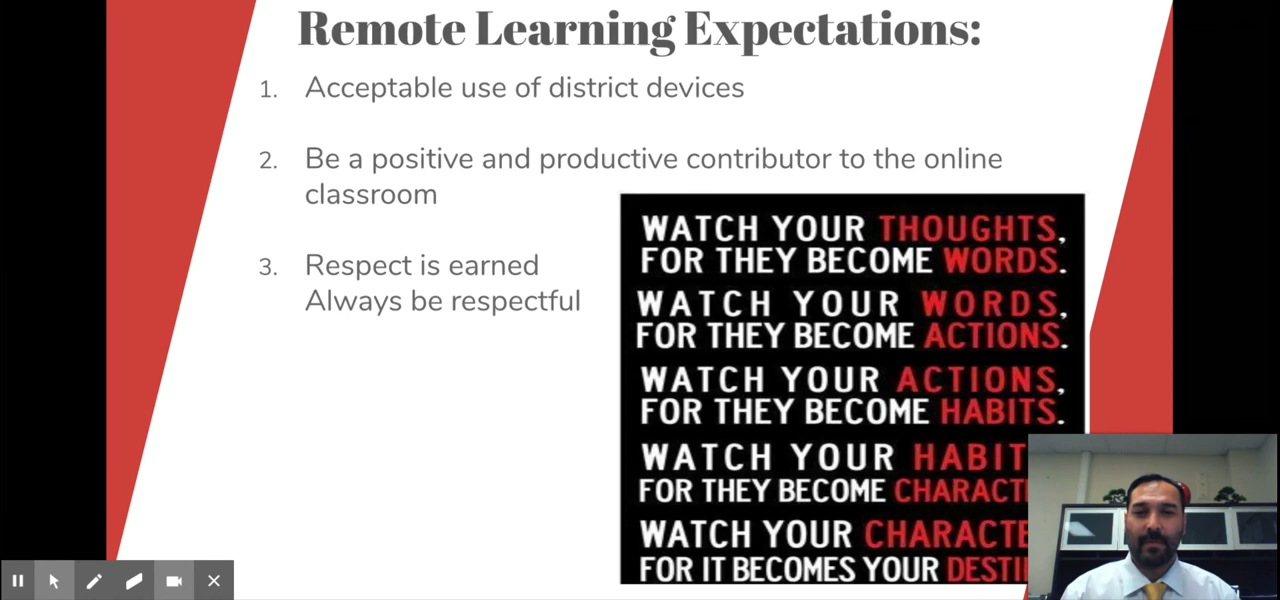 Remote Learning Expectations:
1. Acceptable use of district devices
2. Be a positive and productive contributor to the online
classroom
3. Respect is earned
Always be respectful
WATCH YOUR THOUGHTS,
FOR THEY BECOME WORDS.
WATCH YOUR WORDS,
FOR THEY BECOME ACTIONS.
WATCH YOUR ACTIONS,
FOR THEY BECOME HABITS.
WATCH YOUR HABIT
FOR THEY BECOME CHARACT
WATCH YOUR CHARACTE
FOR IT BECOMES YOUR DESTI